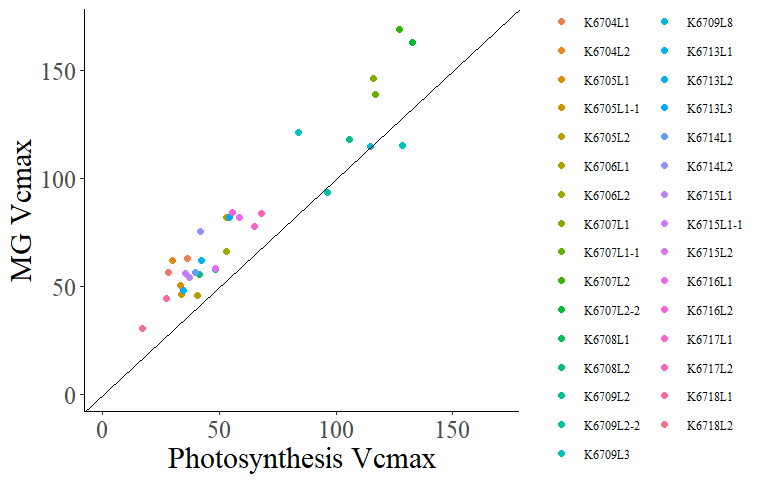 MG Vcmax
150
100
50
0
0 50 100 150
Photosynthesis Vcmax
K6704L1
K6704L2
K6705L1
K6705L1-1
K6705L2
K6706L1
K6706L2
K6707L1
K6707L1-1
K6707L2
K6707L2-2
K6708L1
K6708L2
K6709L2
K6709L2-2
K6709L3
K6709L8
K6713L1
K6713L2
K6713L3
K6714L1
K6714L2
K6715L1
K6715L1-1
K6715L2
K6716L1
K6716L2
K6717L1
K6717L2
K6718L1
K6718L2